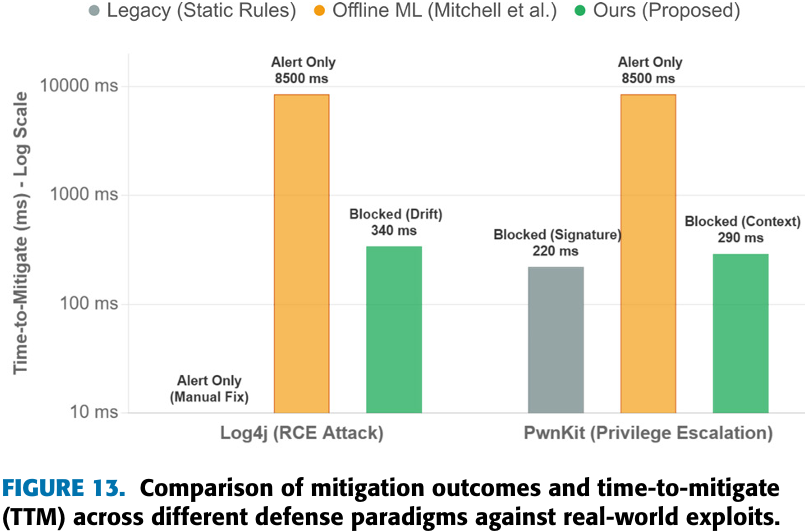 Legacy (Static Rules) Offline ML (Mitchell et al.) Ours (Proposed)
Time-to-Mitigate (ms) - Log Scale
10000 ms
1000 ms
100 ms
10 ms
Alert Only
(Manual Fix)
Alert Only
8500 ms
Blocked (Drift)
340 ms
Blocked (Signature)
220 ms
Alert Only
8500 ms
Blocked (Context)
290 ms
Log4j (RCE Attack) PwnKit (Privilege Escalation)
FIGURE 13. Comparison of mitigation outcomes and time-to-mitigate
(TTM) across different defense paradigms against real-world exploits.